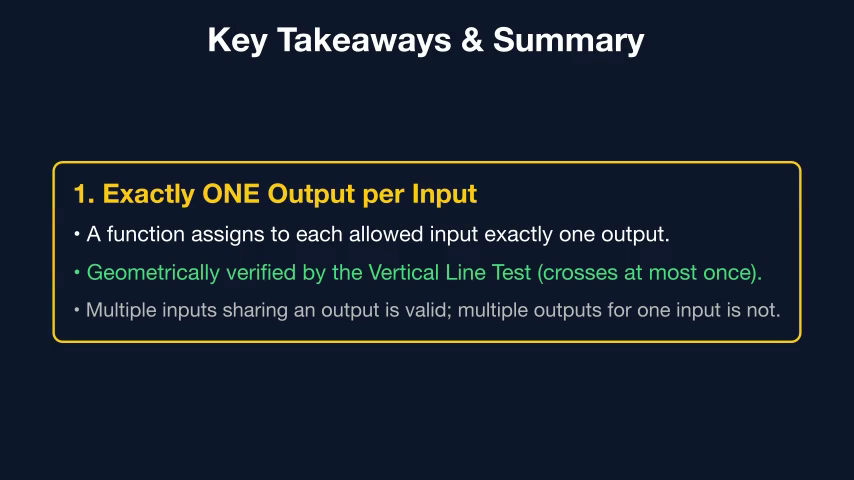 Key Takeaways & Summary
1. Exactly ONE Output per Input
• A function assigns to each allowed input exactly one output.
• Geometrically verified by the Vertical Line Test (crosses at most once).
• Multiple inputs sharing an output is valid; multiple outputs for one input is not.